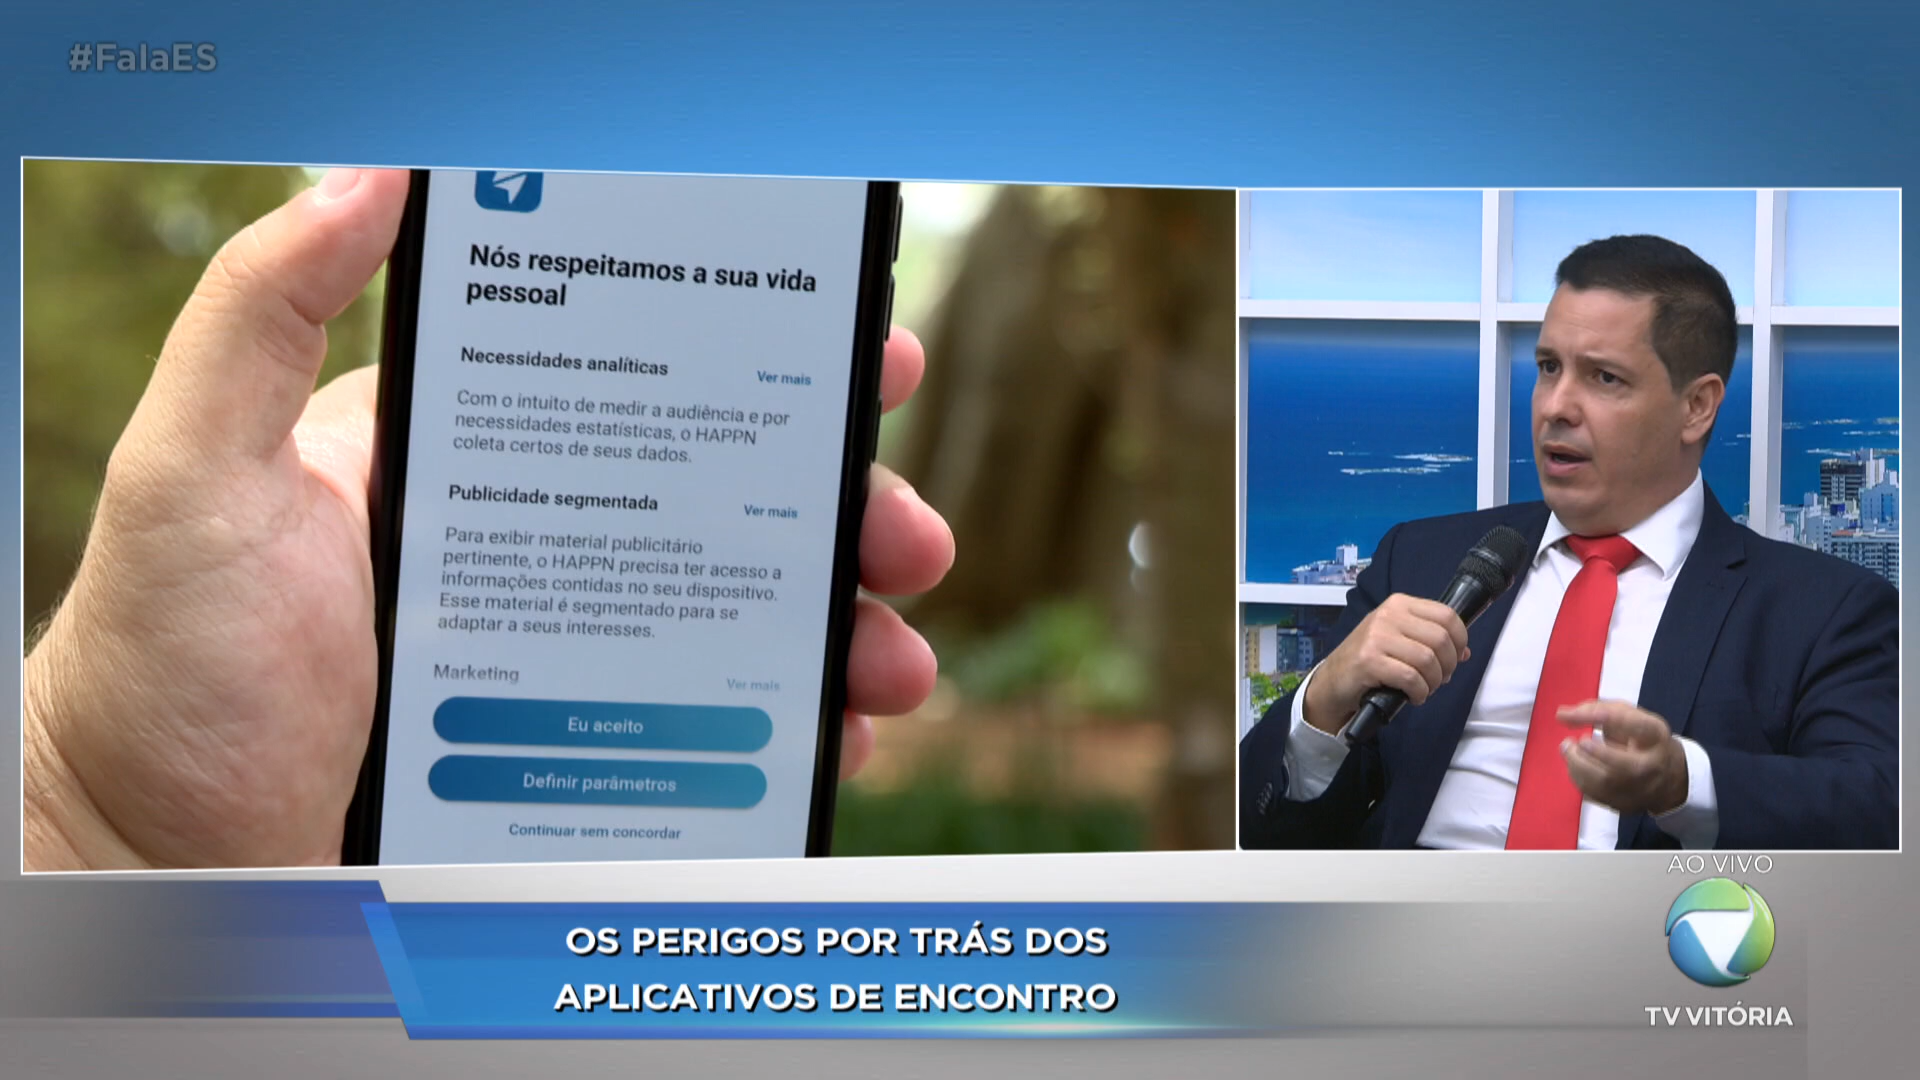 #FalaES
Nós respeitamos a sua vida
pessoal
Necessidades analíticas
Ver mais
Com o intuito de medir a audiência e por
necessidades estatísticas, o HAPPN
coleta certos de seus dados.
Publicidade segmentada
Ver mais
Para exibir material publicitário
pertinente, o HAPPN precisa ter acesso a
informações contidas no seu dispositivo.
Esse material é segmentado para se
adaptar a seus interesses.
Marketing
Ver mais
Eu aceito
Definir parâmetros
Continuar sem concordar
AO VIVO
TV VITÓRIA
OS PERIGOS POR TRÁS DOS
APLICATIVOS DE ENCONTRO